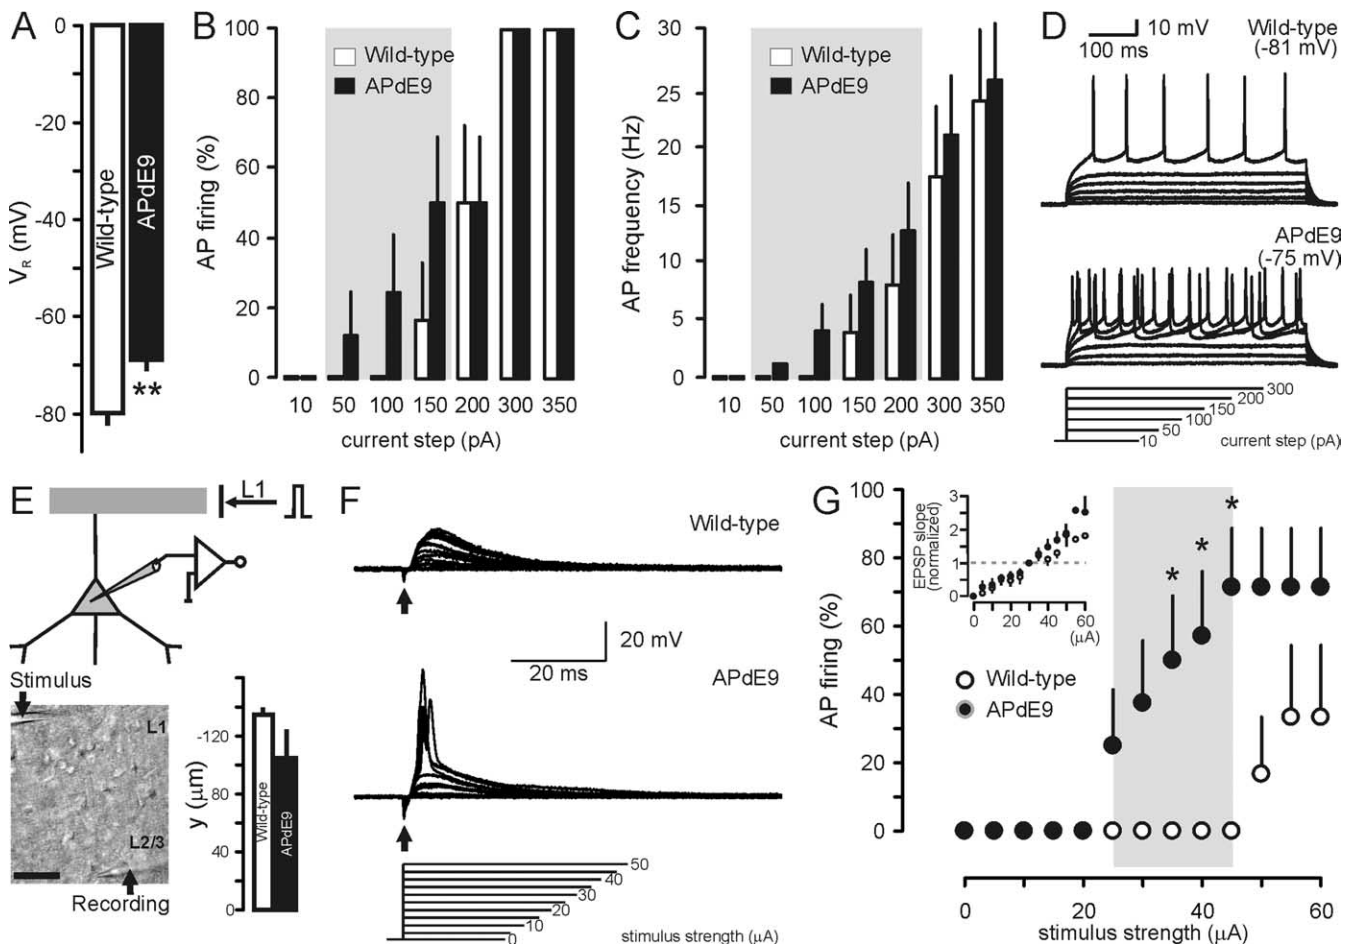 A
0
-20
-40
-60
-80
V_R (mV)
Wild-type
APdE9
**
B
100
80
60
40
20
0
AP firing (%)
Wild-type
APdE9
10 50 100 150 200 300 350
current step (pA)
C
30
25
20
15
10
5
0
AP frequency (Hz)
Wild-type
APdE9
10 50 100 150 200 300 350
current step (pA)
D
10 mV
100 ms
Wild-type
(-81 mV)
APdE9
(-75 mV)
300
200
150
100
50
10
current step (pA)
E
L1
Stimulus
L1
L2/3
Recording
y (μm)
-120
80
40
0
Wild-type
APdE9
F
Wild-type
20 mV
20 ms
APdE9
50
40
30
20
10
0
stimulus strength (μA)
G
100
90
80
70
60
50
40
30
20
10
0
AP firing (%)
EPSP slope
(normalized)
3
2
1
0
0 20 40 60
(μA)
* * *
Wild-type
APdE9
0 20 40 60
stimulus strength (μA)